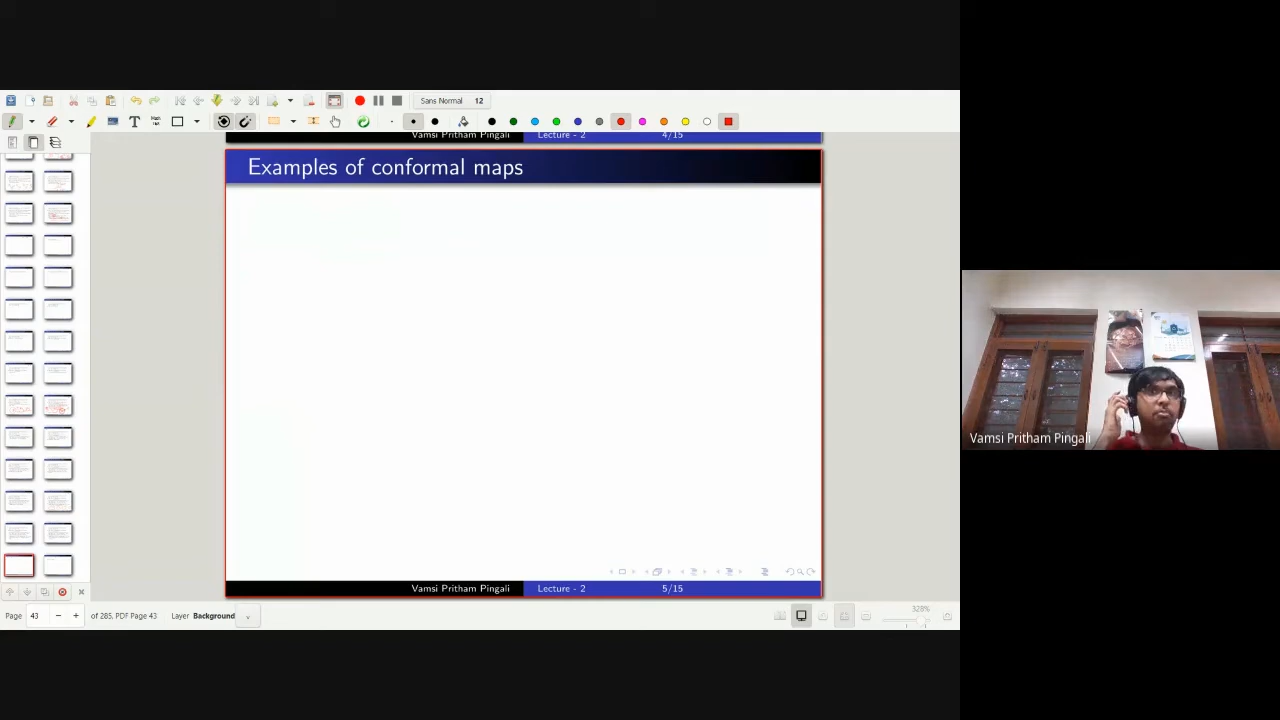 Sans Normal 12
Vamsi Pritham Pingali Lecture - 2 4/15
Examples of conformal maps
Vamsi Pritham Pingali
Vamsi Pritham Pingali Lecture - 2 5/15
Page 43 of 285, PDF Page 43 Layer Background 328%